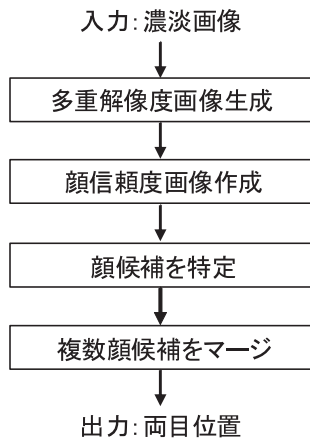 入力：濃淡画像
多重解像度画像生成
顔信頼度画像作成
顔候補を特定
複数顔候補をマージ
出力：両目位置